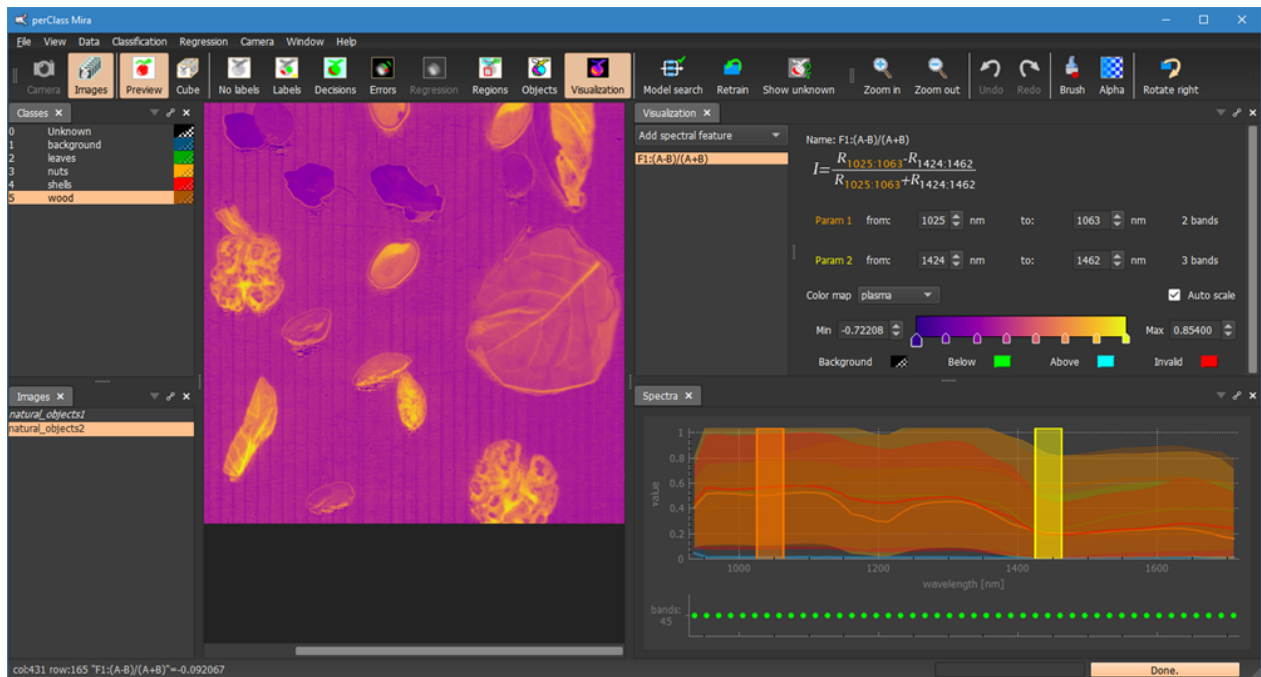 perClass Mira
File View Data Classification Regression Camera Window Help
Camera Images Preview Cube No labels Labels Decisions Errors Regression Regions Objects Visualization Model search Retrain Show unknown Zoom in Zoom out Undo Redo Brush Alpha Rotate right
Classes
0 Unknown
1 background
2 leaves
3 nuts
4 shells
5 wood
Images
natural_objects1
natural_objects2
Visualization
Add spectral feature
F1:(A-B)/(A+B)
Name: F1:(A-B)/(A+B)
I=
R1025:1063-R1424:1462
R1025:1063+R1424:1462
Param 1 from: 1025 nm to: 1063 nm 2 bands
Param 2 from: 1424 nm to: 1462 nm 3 bands
Color map plasma Auto scale
Min -0.72208 Max 0.85400
Background Below Above Invalid
Spectra
1
0.8
0.6
0.4
0.2
0
value
1000 1200 1400 1600
wavelength [nm]
bands:
45
col:431 row:165 "F1:(A-B)/(A+B)"=-0.092067
Done.